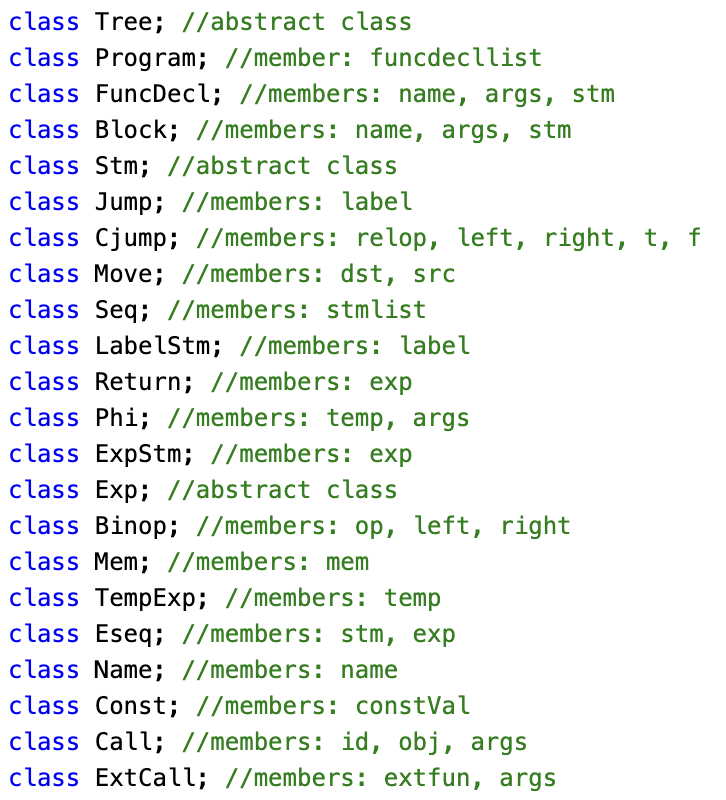 class Tree; //abstract class
class Program; //member: funcdecllist
class FuncDecl; //members: name, args, stm
class Block; //members: name, args, stm
class Stm; //abstract class
class Jump; //members: label
class Cjump; //members: relop, left, right, t, f
class Move; //members: dst, src
class Seq; //members: stmlist
class LabelStm; //members: label
class Return; //members: exp
class Phi; //members: temp, args
class ExpStm; //members: exp
class Exp; //abstract class
class Binop; //members: op, left, right
class Mem; //members: mem
class TempExp; //members: temp
class Eseq; //members: stm, exp
class Name; //members: name
class Const; //members: constVal
class Call; //members: id, obj, args
class ExtCall; //members: extfun, args